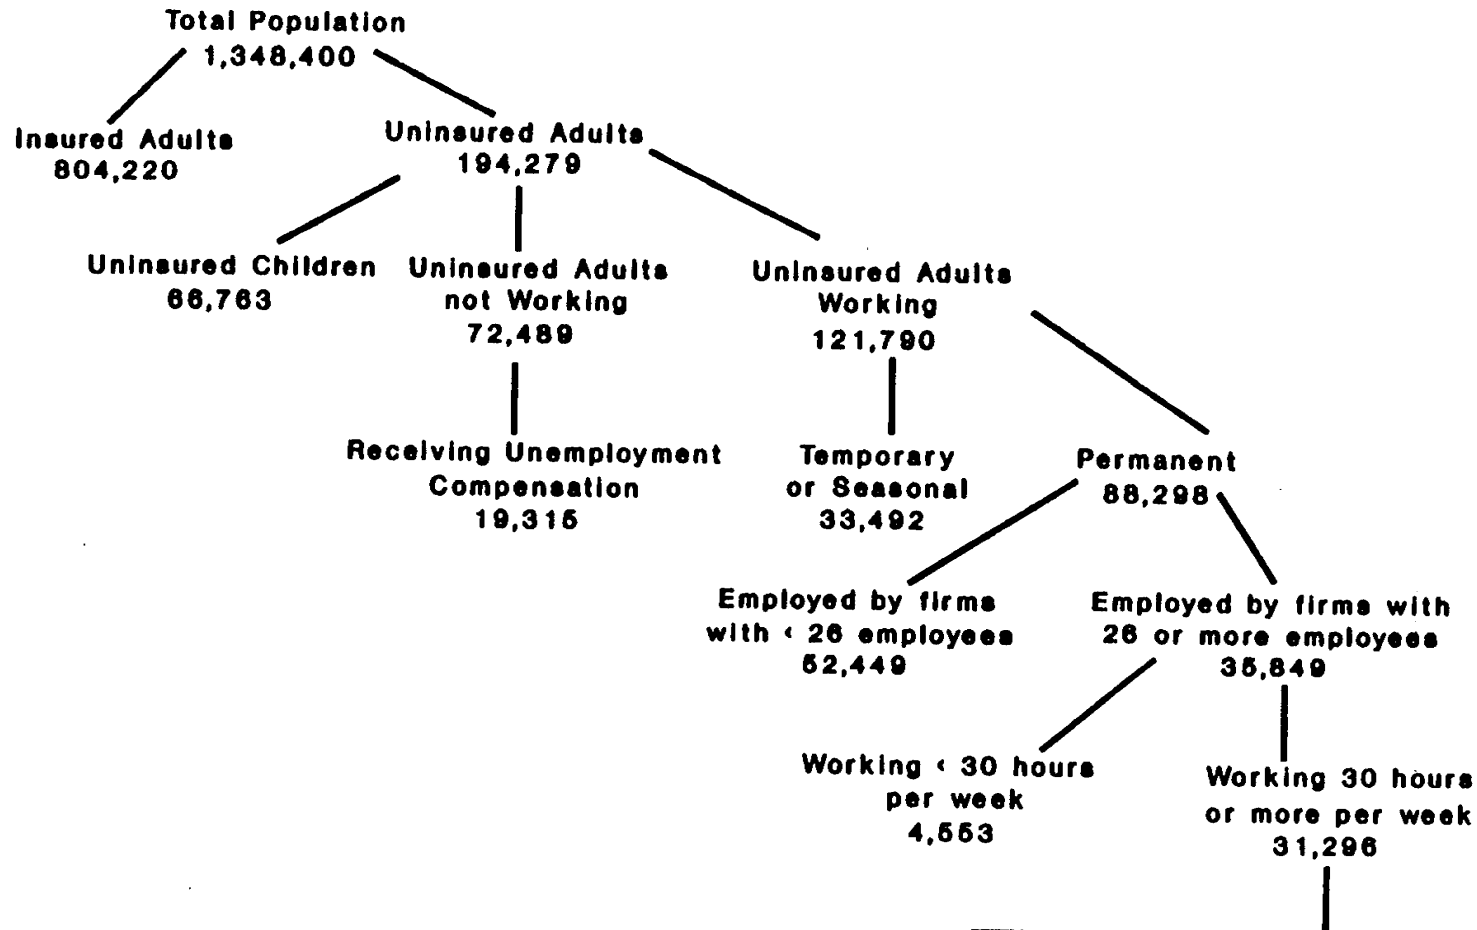 Total Population
1,348,400
Insured Adults
804,220
Uninsured Adults
194,279
Uninsured Children
66,763
Uninsured Adults
not Working
72,489
Uninsured Adults
Working
121,790
Receiving Unemployment
Compensation
19,315
Temporary
or Seasonal
33,492
Permanent
88,298
Employed by firms
with < 26 employees
52,449
Employed by firms with
26 or more employees
35,849
Working < 30 hours
per week
4,553
Working 30 hours
or more per week
31,296